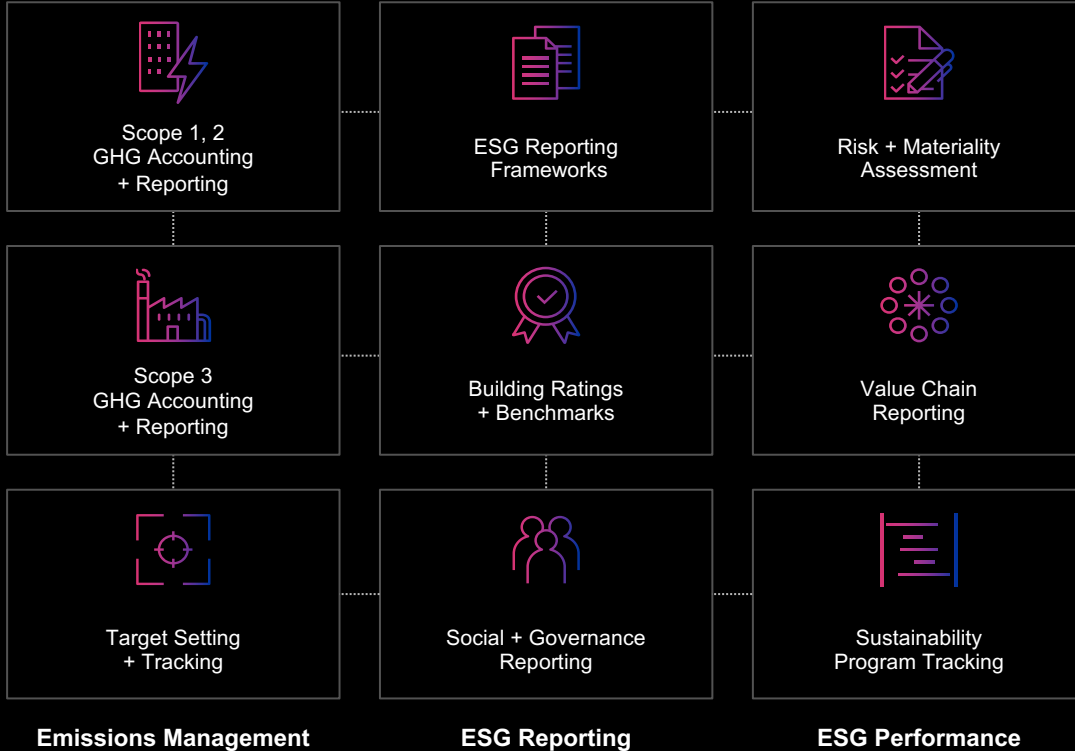 Scope 1, 2
GHG Accounting
+ Reporting
ESG Reporting
Frameworks
Risk + Materiality
Assessment
Scope 3
GHG Accounting
+ Reporting
Building Ratings
+ Benchmarks
Value Chain
Reporting
Target Setting
+ Tracking
Social + Governance
Reporting
Sustainability
Program Tracking
Emissions Management
ESG Reporting
ESG Performance